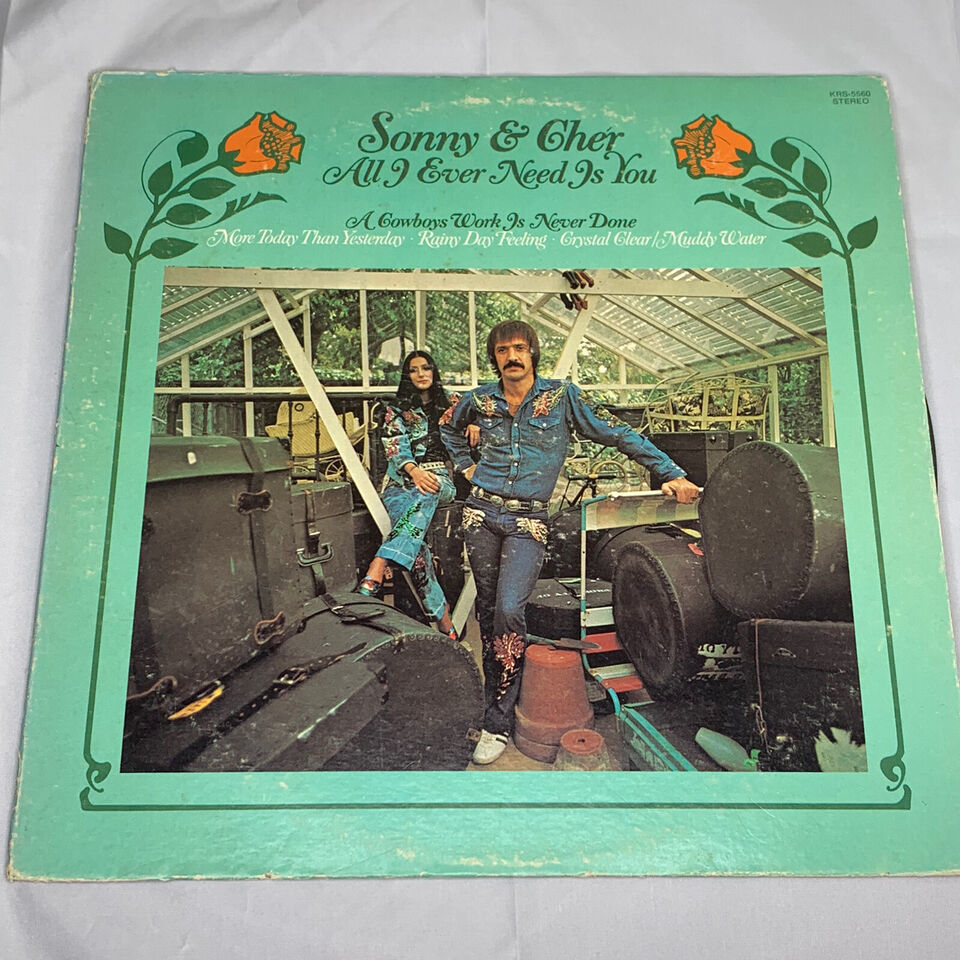 KRS-5560
STEREO
Sonny & Cher
All I Ever Need Is You
A Cowboys Work Is Never Done
More Today Than Yesterday · Rainy Day Feeling · Crystal Clear/Muddy Water